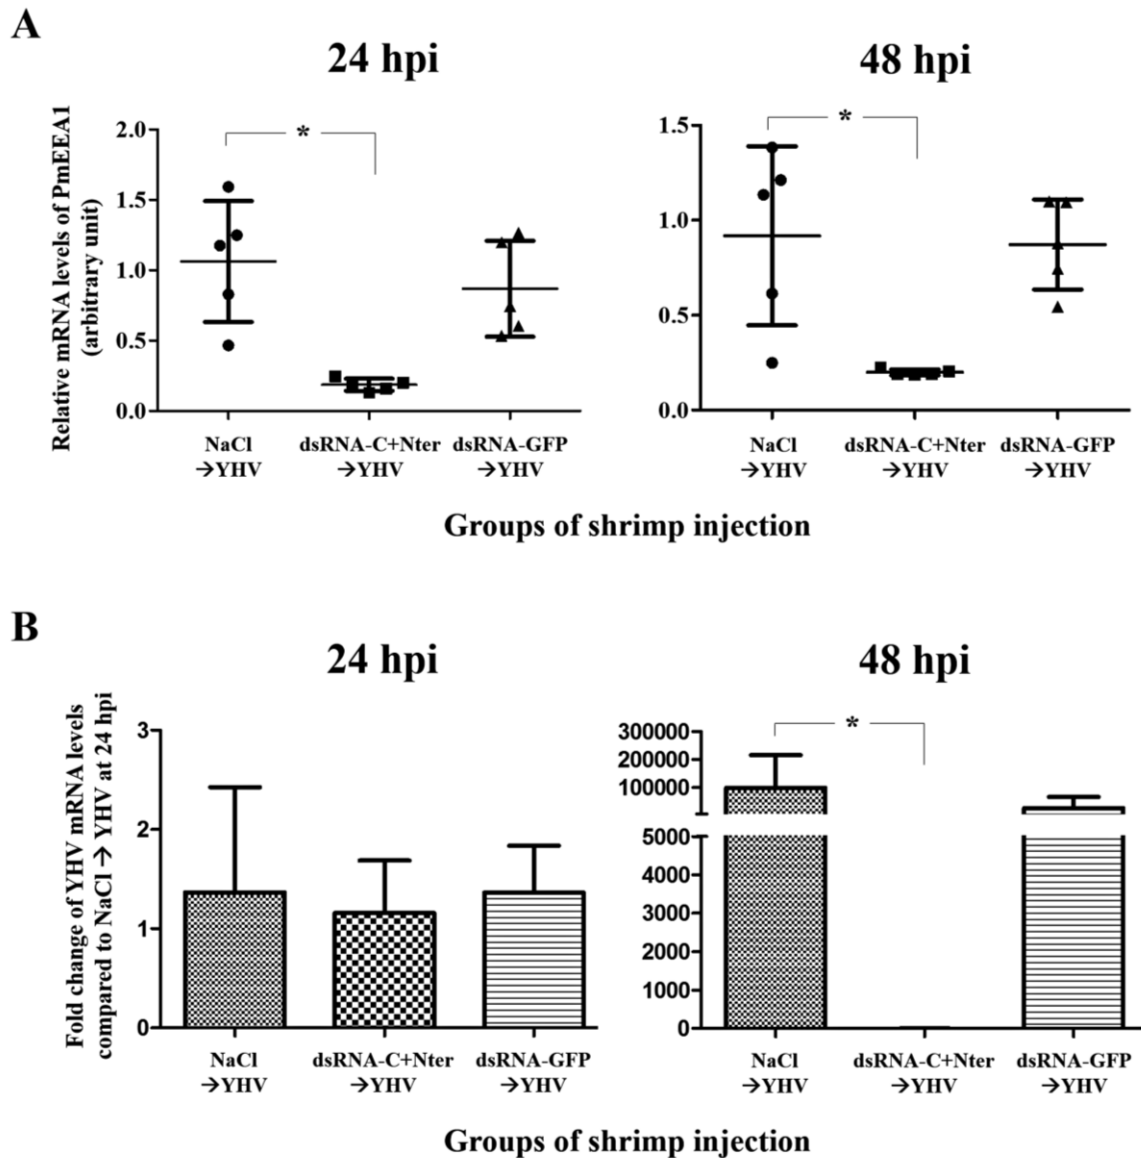 A
24 hpi
48 hpi
Relative mRNA levels of PmEEA1
(arbitrary unit)
2.0
1.5
1.0
0.5
0.0
*
NaCl
→YHV
dsRNA-C+Nter
→YHV
dsRNA-GFP
→YHV
1.5
1.0
0.5
0.0
*
NaCl
→YHV
dsRNA-C+Nter
→YHV
dsRNA-GFP
→YHV
Groups of shrimp injection
B
24 hpi
48 hpi
Fold change of YHV mRNA levels
compared to NaCl → YHV at 24 hpi
3
2
1
0
NaCl
→YHV
dsRNA-C+Nter
→YHV
dsRNA-GFP
→YHV
300000
200000
100000
5000
4000
3000
2000
1000
0
*
NaCl
→YHV
dsRNA-C+Nter
→YHV
dsRNA-GFP
→YHV
Groups of shrimp injection